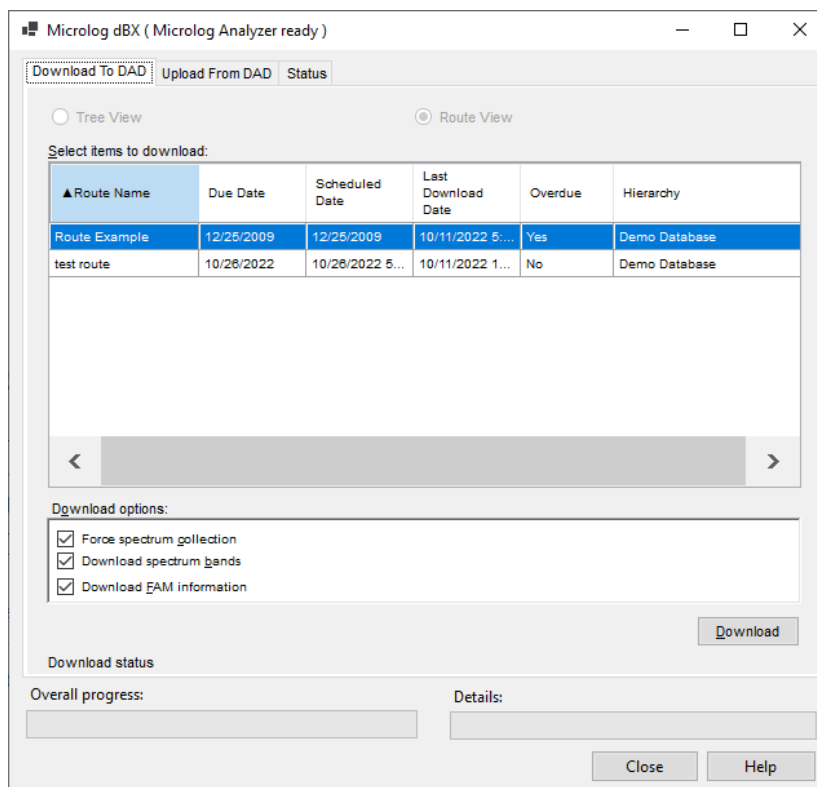 Microlog dBX ( Microlog Analyzer ready )
Download To DAD Upload From DAD Status
Tree View Route View
Select items to download:
▲Route Name Due Date Scheduled Date Last Download Date Overdue Hierarchy
Route Example 12/25/2009 12/25/2009 10/11/2022 5:... Yes Demo Database
test route 10/26/2022 10/26/2022 5... 10/11/2022 1... No Demo Database
Download options:
Force spectrum collection
Download spectrum bands
Download FAM information
Download
Download status
Overall progress: Details:
Close Help